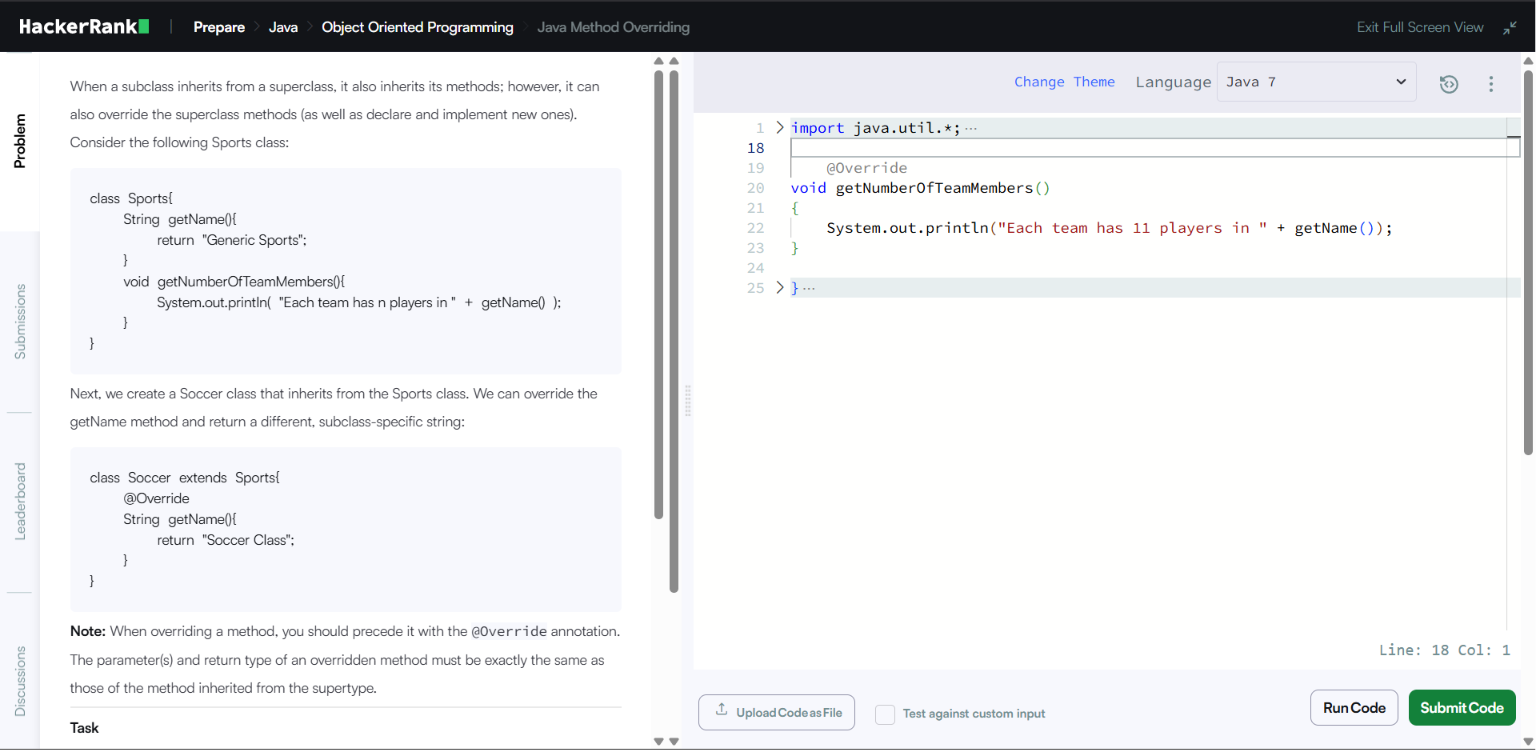 HackerRank | Prepare > Java > Object Oriented Programming > Java Method Overriding Exit Full Screen View
Problem
Submissions
Leaderboard
Discussions
When a subclass inherits from a superclass, it also inherits its methods; however, it can
also override the superclass methods (as well as declare and implement new ones).
Consider the following Sports class:
class Sports{
String getName(){
return "Generic Sports";
}
void getNumberOfTeamMembers(){
System.out.println( "Each team has n players in " + getName() );
}
}
Next, we create a Soccer class that inherits from the Sports class. We can override the
getName method and return a different, subclass-specific string:
class Soccer extends Sports{
@Override
String getName(){
return "Soccer Class";
}
}
Note: When overriding a method, you should precede it with the @Override annotation.
The parameter(s) and return type of an overridden method must be exactly the same as
those of the method inherited from the supertype.
Task
Change Theme Language Java 7
1 import java.util.*; ...
18
19 @Override
20 void getNumberOfTeamMembers()
21 {
22 System.out.println("Each team has 11 players in " + getName());
23 }
24
25 } ...
Line: 18 Col: 1
Upload Code as File Test against custom input Run Code Submit Code